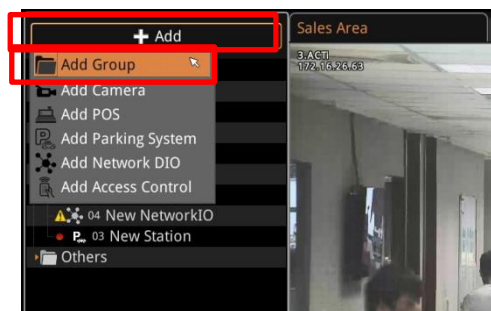 + Add
Sales Area
3.ACTi
172.16.26.63
Add Group
Add Camera
Add POS
Add Parking System
Add Network DIO
Add Access Control
04 New NetworkIO
03 New Station
Others